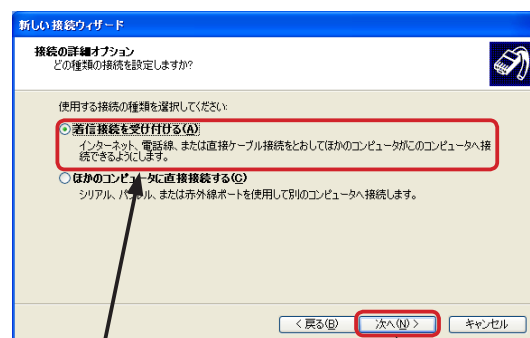 新しい接続ウィザード
接続の詳細オプション
どの種類の接続を設定しますか?
使用する接続の種類を選択してください:
着信接続を受け付ける(A)
インターネット、電話線、または直接ケーブル接続をとおしてほかのコンピュータがこのコンピュータへ接
続できるようにします。
ほかのコンピュータに直接接続する(C)
シリアル、パラレル、または赤外線ポートを使用して別のコンピュータへ接続します。
< 戻る(B)
次へ(N) >
キャンセル